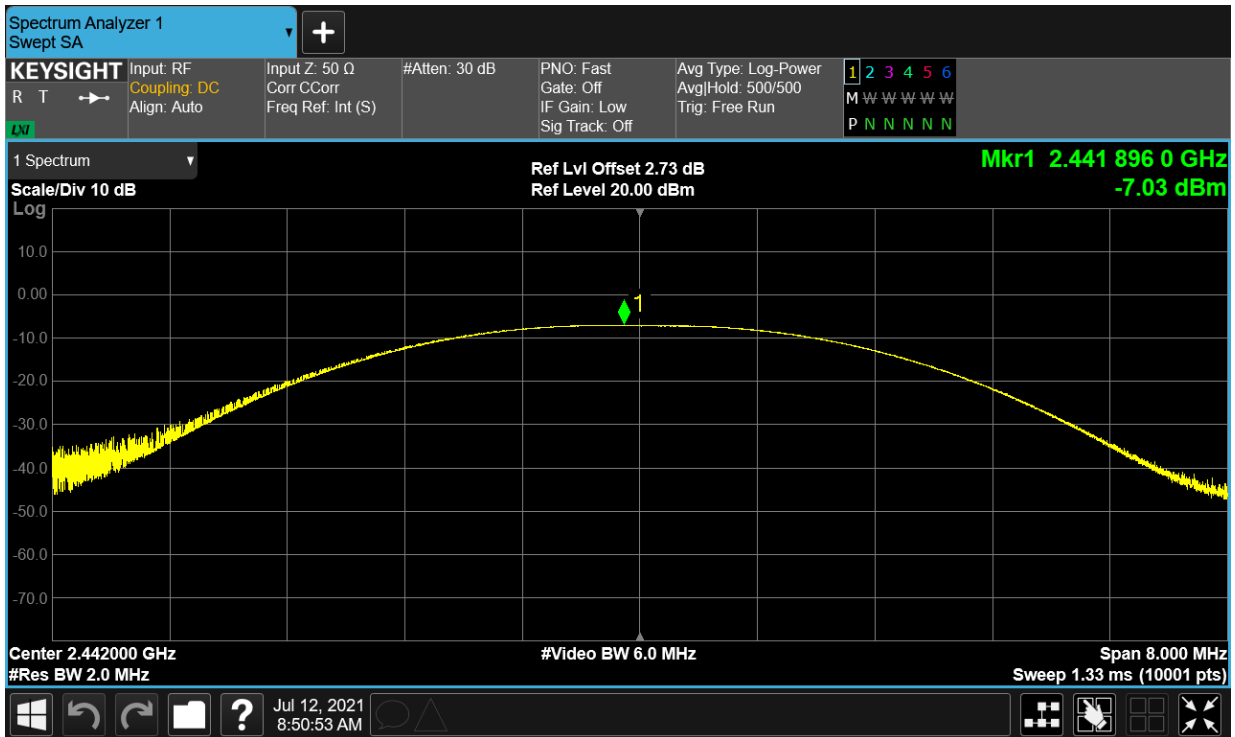 Spectrum Analyzer 1
Swept SA
KEYSIGHT
R T
LXI
Input: RF
Coupling: DC
Align: Auto
Input Z: 50 Ω
Corr CCorr
Freq Ref: Int (S)
#Atten: 30 dB
PNO: Fast
Gate: Off
IF Gain: Low
Sig Track: Off
Avg Type: Log-Power
Avg|Hold: 500/500
Trig: Free Run
1 2 3 4 5 6
M W W W W W
P N N N N N
1 Spectrum
Scale/Div 10 dB
Log
Ref Lvl Offset 2.73 dB
Ref Level 20.00 dBm
Mkr1 2.441 896 0 GHz
-7.03 dBm
10.0
0.00
1
-10.0
-20.0
-30.0
-40.0
-50.0
-60.0
-70.0
Center 2.442000 GHz
#Res BW 2.0 MHz
#Video BW 6.0 MHz
Span 8.000 MHz
Sweep 1.33 ms (10001 pts)
?
Jul 12, 2021
8:50:53 AM